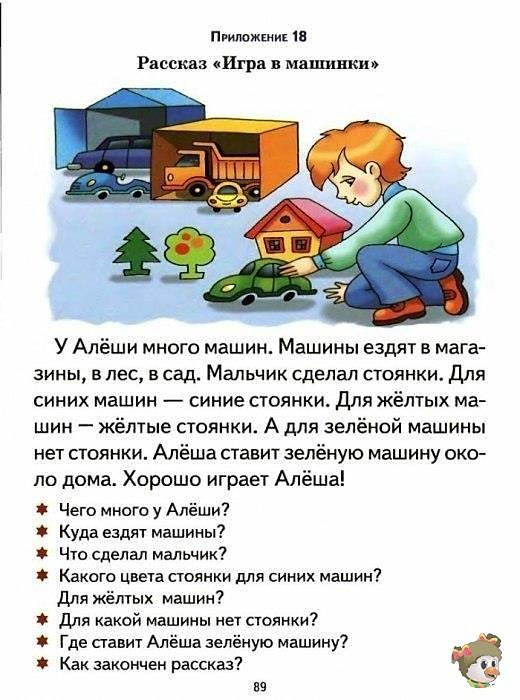 Приложение 18
Рассказ «Игра в машинки»
У Алёши много машин. Машины ездят в мага-
зины, в лес, в сад. Мальчик сделал стоянки. Для
синих машин — синие стоянки. Для жёлтых ма-
шин — жёлтые стоянки. А для зелёной машины
нет стоянки. Алёша ставит зелёную машину око-
ло дома. Хорошо играет Алёша!
Чего много у Алёши?
Куда ездят машины?
Что сделал мальчик?
Какого цвета стоянки для синих машин?
Для жёлтых машин?
Для какой машины нет стоянки?
Где ставит Алёша зелёную машину?
Как закончен рассказ?
89